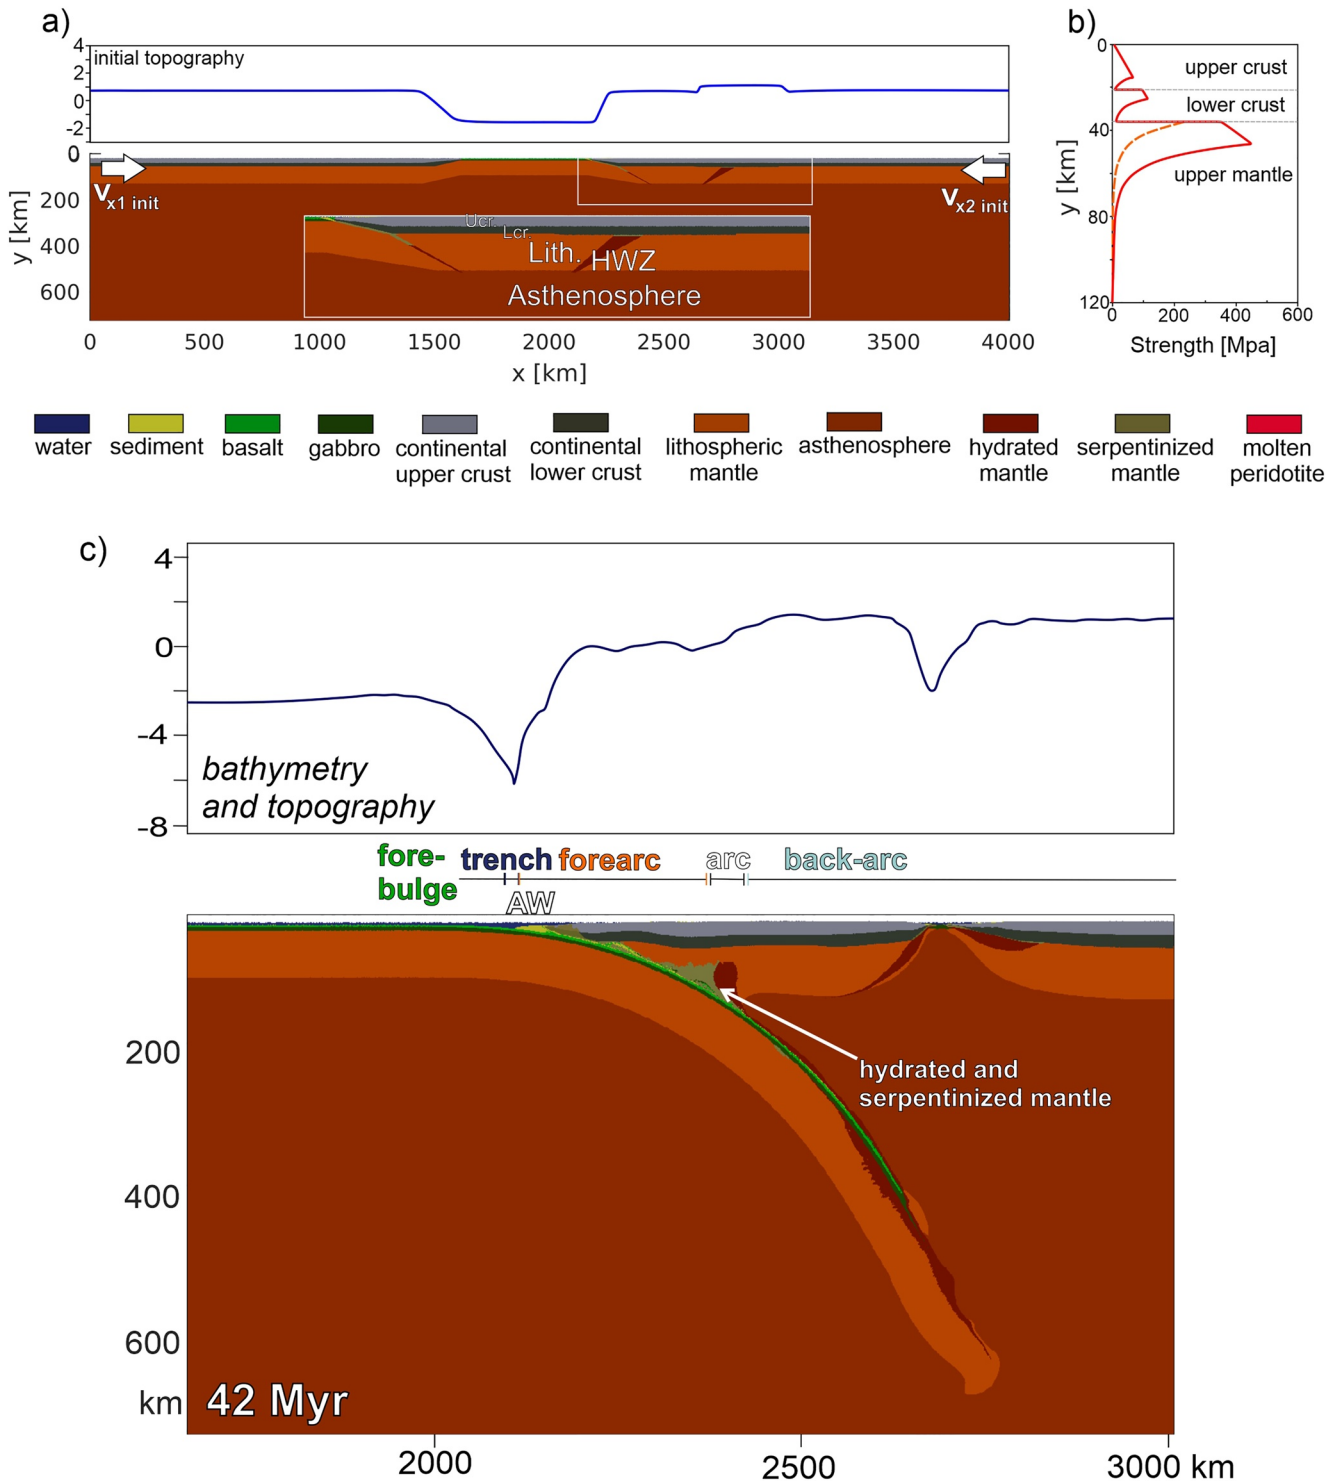 a)
initial topography
4
2
0
-2
0
200
400
600
y [km]
Vx1 init
Vx2 init
Ucr.
Lcr.
Lith.
HWZ
Asthenosphere
0 500 1000 1500 2000 2500 3000 3500 4000
x [km]
b)
0
40
80
120
y [km]
upper crust
lower crust
upper mantle
0 200 400 600
Strength [Mpa]
water
sediment
basalt
gabbro
continental
upper crust
continental
lower crust
lithospheric
mantle
asthenosphere
hydrated
mantle
serpentinized
mantle
molten
peridotite
c)
4
0
-4
-8
bathymetry
and topography
fore-
bulge
trench
forearc
arc
back-arc
AW
200
400
600
km
hydrated and
serpentinized mantle
42 Myr
2000 2500 3000 km